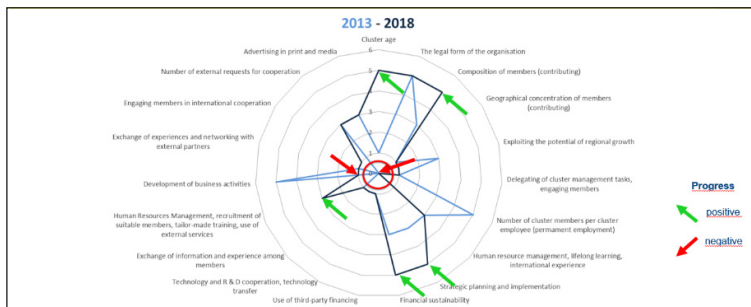 2013 - 2018
Cluster age
Advertising in print and media
The legal form of the organisation
Number of external requests for cooperation
Composition of members (contributing)
Engaging members in international cooperation
Geographical concentration of members
(contributing)
Exchange of experiences and networking with
external partners
Exploiting the potential of regional growth
Development of business activities
Delegating of cluster management tasks,
engaging members
Human Resources Management, recruitment of
suitable members, tailor-made training, use of
external services
Number of cluster members per cluster
employee (permanent employment)
Exchange of information and experience among
members
Human resource management, lifelong learning,
international experience
Technology and R & D cooperation, technology
transfer
Strategic planning and implementation
Use of third-party financing
Financial sustainability
6
5
4
3
2
1
0
Progress
positive
negative